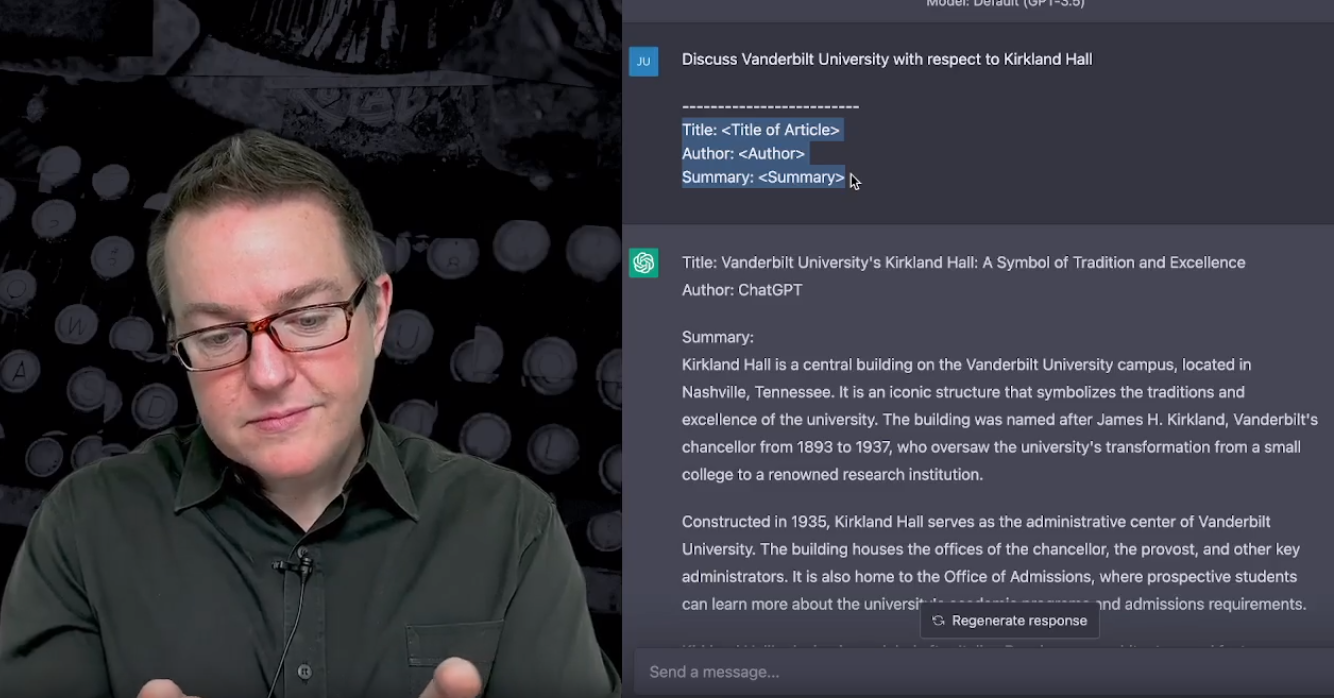 Model: Default (GPT-3.5)
JU
Discuss Vanderbilt University with respect to Kirkland Hall
-------------------------
Title: <Title of Article>
Author: <Author>
Summary: <Summary>
Title: Vanderbilt University's Kirkland Hall: A Symbol of Tradition and Excellence
Author: ChatGPT
Summary:
Kirkland Hall is a central building on the Vanderbilt University campus, located in
Nashville, Tennessee. It is an iconic structure that symbolizes the traditions and
excellence of the university. The building was named after James H. Kirkland, Vanderbilt's
chancellor from 1893 to 1937, who oversaw the university's transformation from a small
college to a renowned research institution.
Constructed in 1935, Kirkland Hall serves as the administrative center of Vanderbilt
University. The building houses the offices of the chancellor, the provost, and other key
administrators. It is also home to the Office of Admissions, where prospective students
can learn more about the university's academic programs and admissions requirements.
Regenerate response
Send a message...